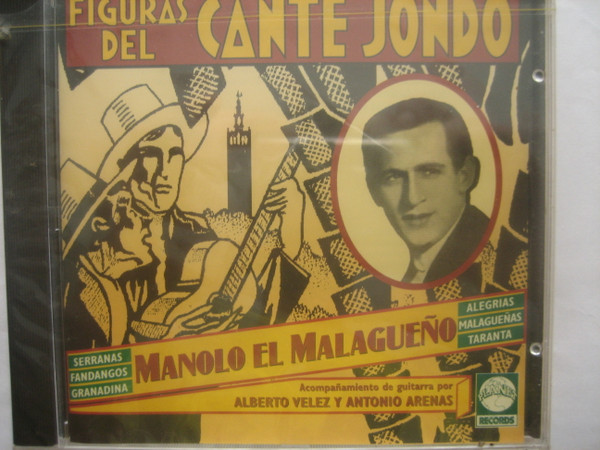 FIGURAS
DEL
CANTE JONDO
SERRANAS
FANDANGOS
GRANADINA
MANOLO EL MALAGUEÑO
ALEGRIAS
MALAGUEÑAS
TARANTA
Acompañamiento de guitarra por
ALBERTO VELEZ Y ANTONIO ARENAS
PLANET
RECORDS